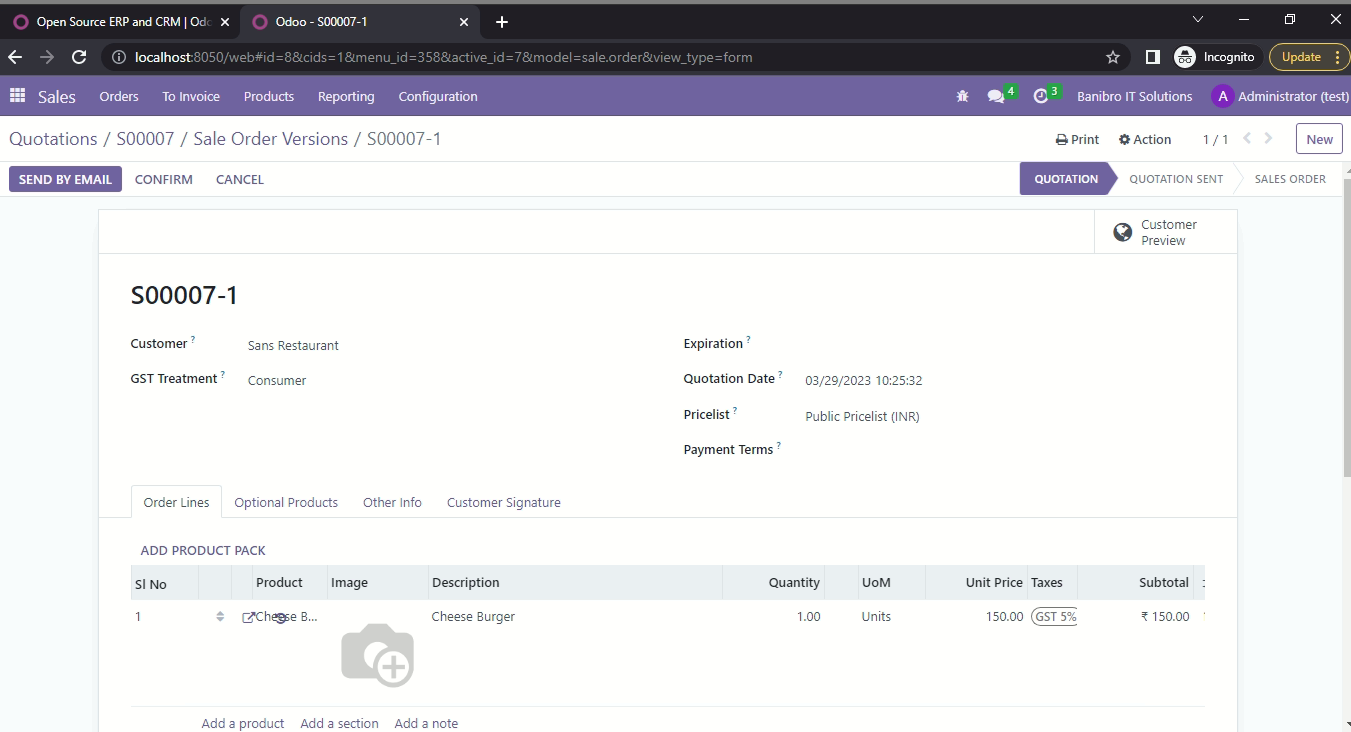 Open Source ERP and CRM | Odo
Odoo - S00007-1
localhost:8050/web#id=8&cids=1&menu_id=358&active_id=7&model=sale.order&view_type=form
Incognito
Update
Sales Orders To Invoice Products Reporting Configuration
4 3 Banibro IT Solutions A Administrator (test)
Quotations / S00007 / Sale Order Versions / S00007-1
Print Action 1 / 1 New
SEND BY EMAIL CONFIRM CANCEL
QUOTATION QUOTATION SENT SALES ORDER
Customer
Preview
S00007-1
Customer ? Sans Restaurant
GST Treatment ? Consumer
Expiration ?
Quotation Date ? 03/29/2023 10:25:32
Pricelist ? Public Pricelist (INR)
Payment Terms ?
Order Lines Optional Products Other Info Customer Signature
ADD PRODUCT PACK
Sl No Product Image Description Quantity UoM Unit Price Taxes Subtotal
1 Cheese B... Cheese Burger 1.00 Units 150.00 GST 5% ₹ 150.00
Add a product Add a section Add a note